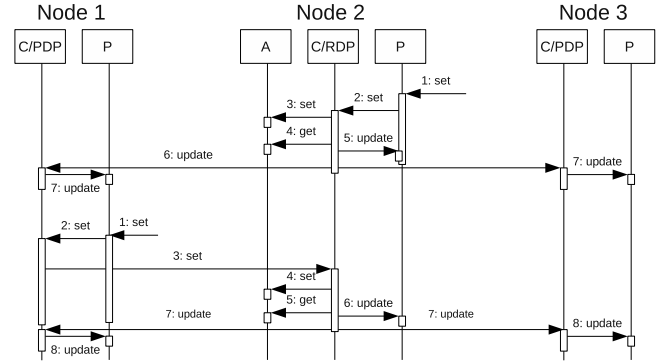 Node 1 Node 2 Node 3
C/PDP P A C/RDP P C/PDP P
1: set
2: set
3: set
4: get
5: update
6: update
7: update
7: update
1: set
2: set
3: set
4: set
5: get
6: update
7: update
7: update
8: update
8: update